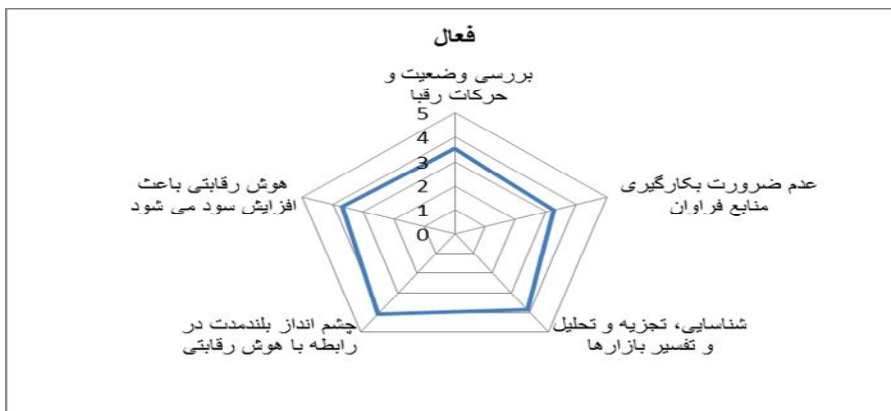 فعال
بررسی وضعیت و
حرکات رقبا
5
4
3
2
1
0
عدم ضرورت بکارگیری
منابع فراوان
هوش رقابتی باعث
افزایش سود می شود
شناسایی، تجزیه و تحلیل
و تفسیر بازارها
چشم انداز بلندمدت در
رابطه با هوش رقابتی